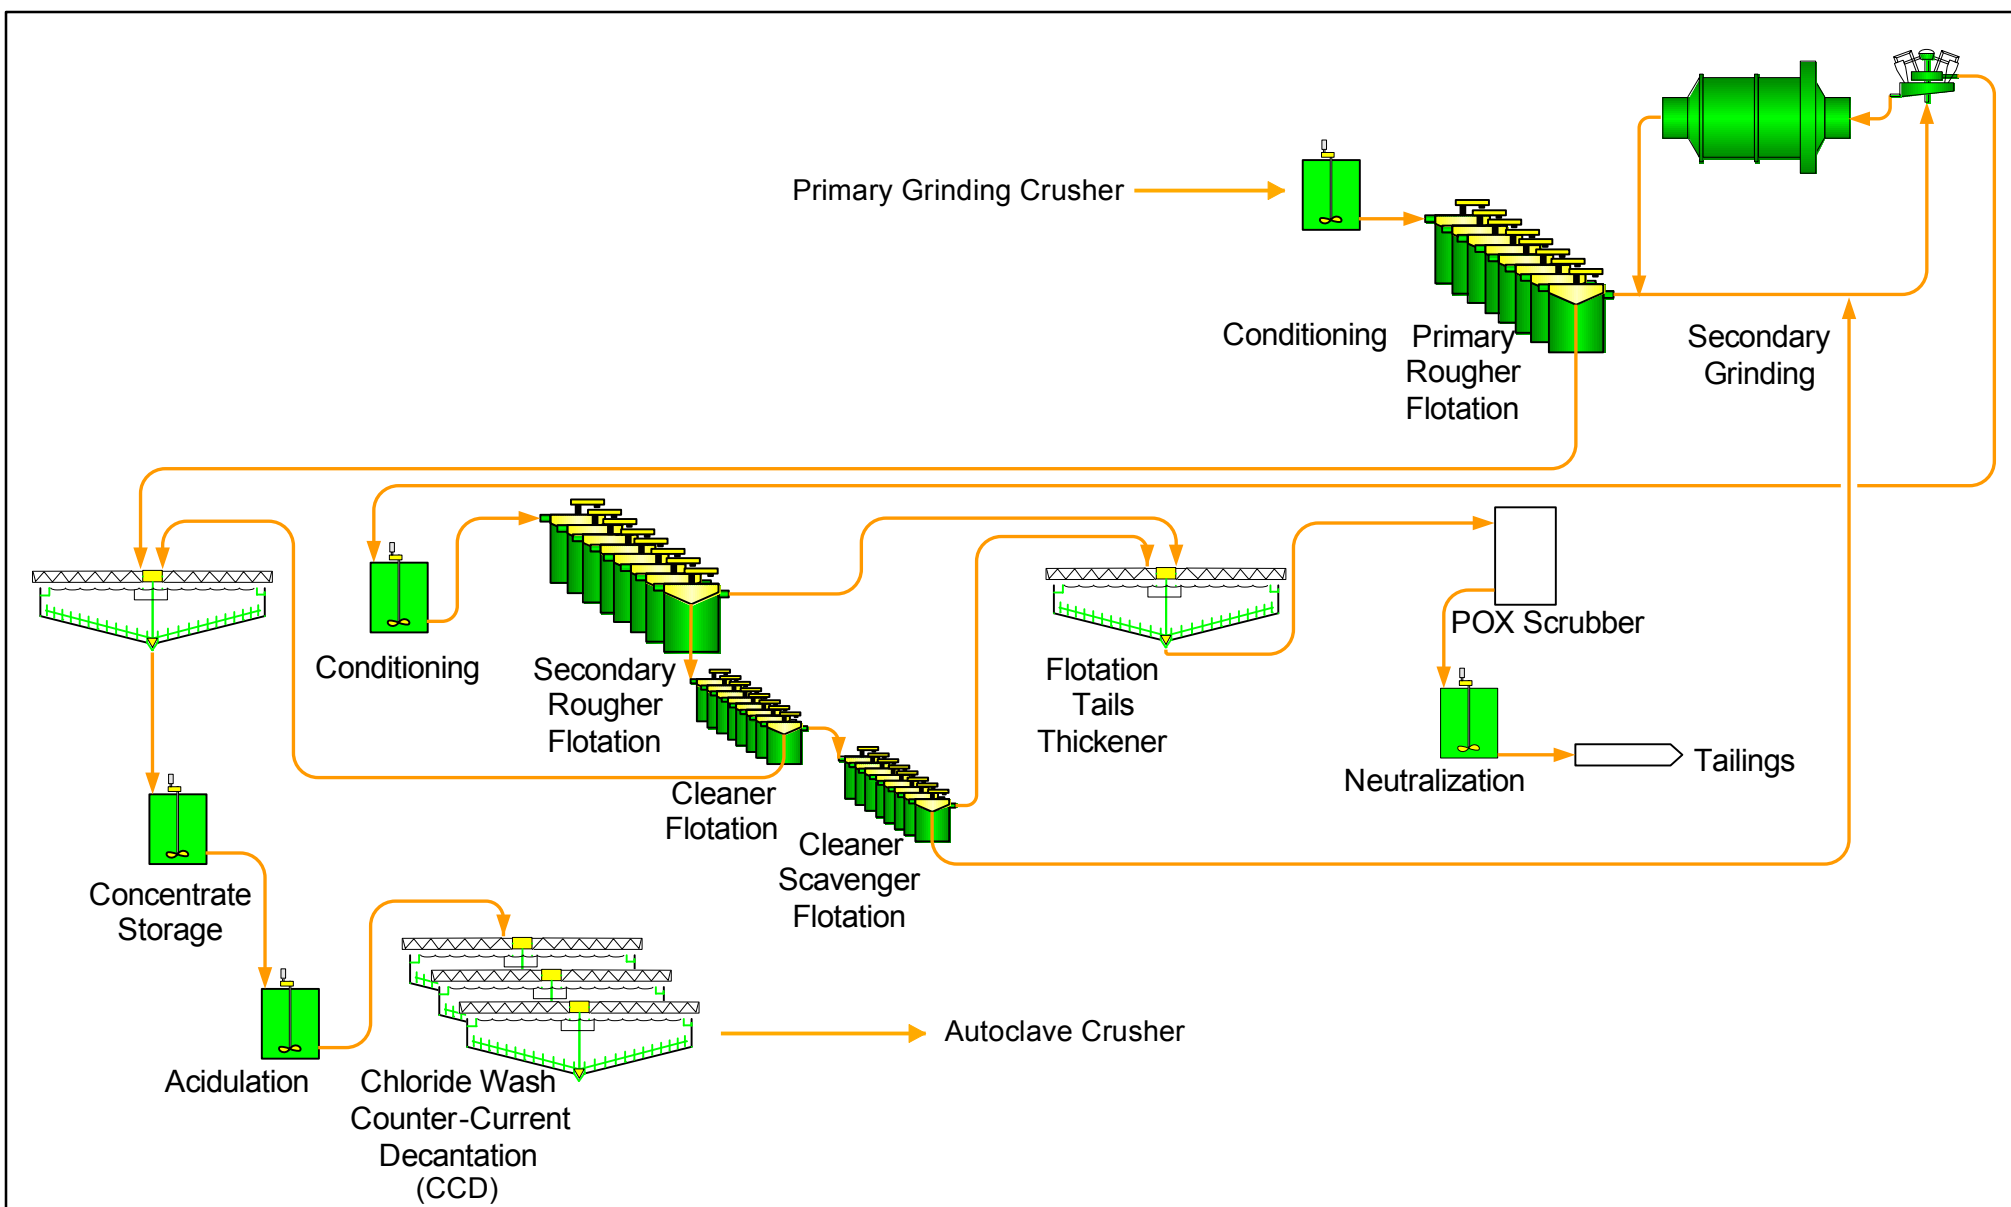 Primary Grinding Crusher
Conditioning
Primary
Rougher
Flotation
Secondary
Grinding
Conditioning
Secondary
Rougher
Flotation
Flotation
Tails
Thickener
POX Scrubber
Neutralization
Tailings
Cleaner
Flotation
Cleaner
Scavenger
Flotation
Concentrate
Storage
Acidulation
Chloride Wash
Counter-Current
Decantation
(CCD)
Autoclave Crusher